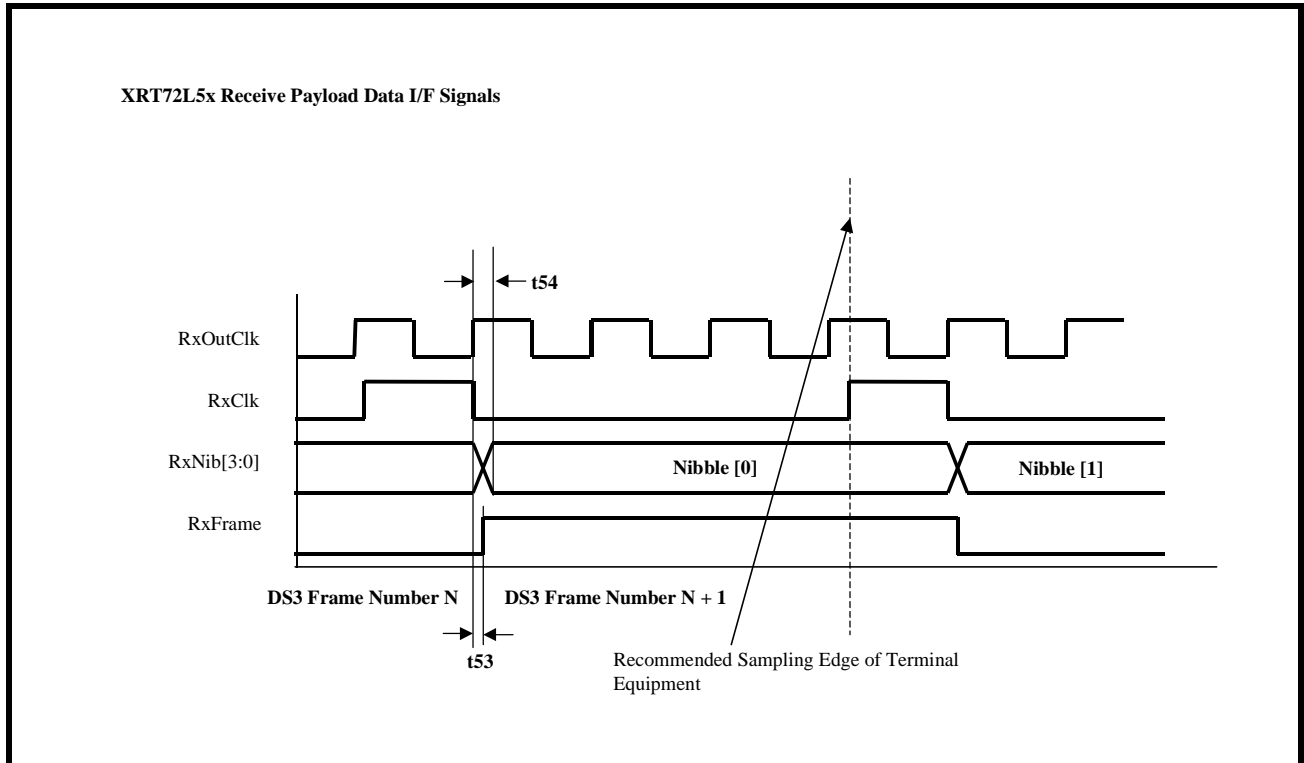 XRT72L5x Receive Payload Data I/F Signals
t54
RxOutClk
RxClk
RxNib[3:0]
Nibble [0]
Nibble [1]
RxFrame
DS3 Frame Number N
DS3 Frame Number N + 1
t53
Recommended Sampling Edge of Terminal
Equipment